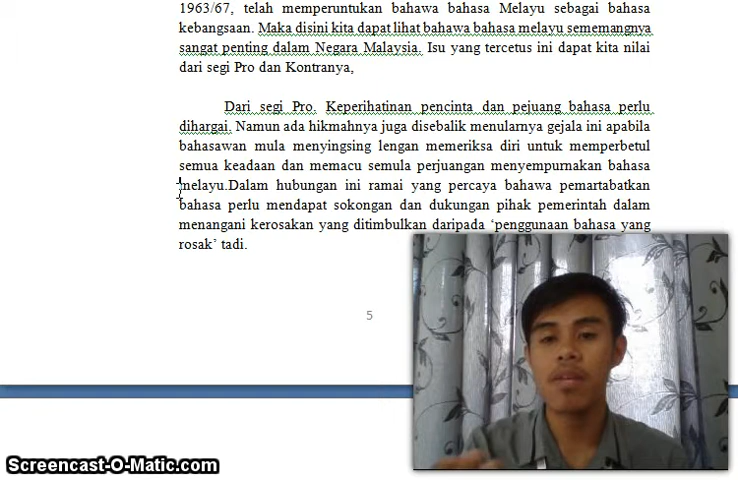 1963/67, telah memperuntukan bahawa bahasa Melayu sebagai bahasa
kebangsaan. Maka disini kita dapat lihat bahawa bahasa melayu sememangnya
sangat penting dalam Negara Malaysia. Isu yang tercetus ini dapat kita nilai
dari segi Pro dan Kontranya,
Dari segi Pro. Keperihatinan pencinta dan pejuang bahasa perlu
dihargai. Namun ada hikmahnya juga disebalik menularnya gejala ini apabila
bahasawan mula menyingsing lengan memeriksa diri untuk memperbetul
semua keadaan dan memacu semula perjuangan menyempurnakan bahasa
melayu.Dalam hubungan ini ramai yang percaya bahawa pemartabatkan
bahasa perlu mendapat sokongan dan dukungan pihak pemerintah dalam
menangani kerosakan yang ditimbulkan daripada ‘penggunaan bahasa yang
rosak’ tadi.
5
Screencast-O-Matic.com